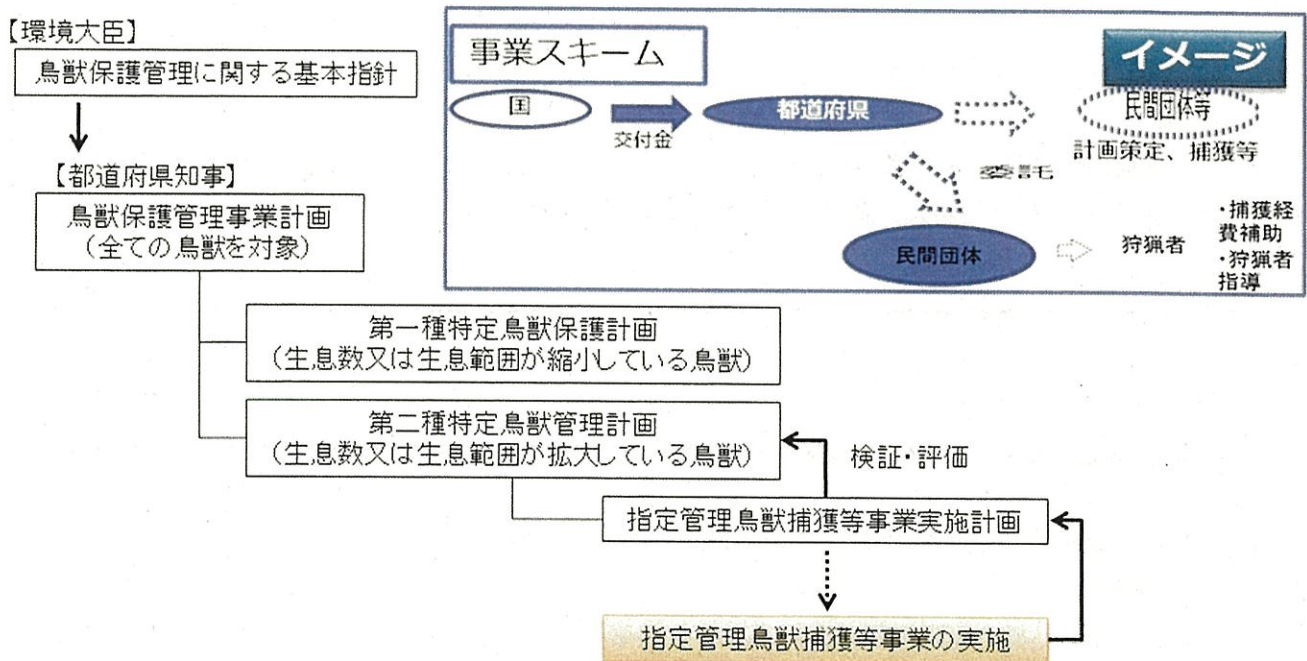 【環境大臣】
鳥獣保護管理に関する基本指針
【都道府県知事】
鳥獣保護管理事業計画
（全ての鳥獣を対象）
第一種特定鳥獣保護計画
（生息数又は生息範囲が縮小している鳥獣）
第二種特定鳥獣管理計画
（生息数又は生息範囲が拡大している鳥獣）
検証・評価
指定管理鳥獣捕獲等事業実施計画
指定管理鳥獣捕獲等事業の実施
事業スキーム
イメージ
国
交付金
都道府県
民間団体等
計画策定、捕獲等
委託
民間団体
狩猟者
・捕獲経
費補助
・狩猟者
指導